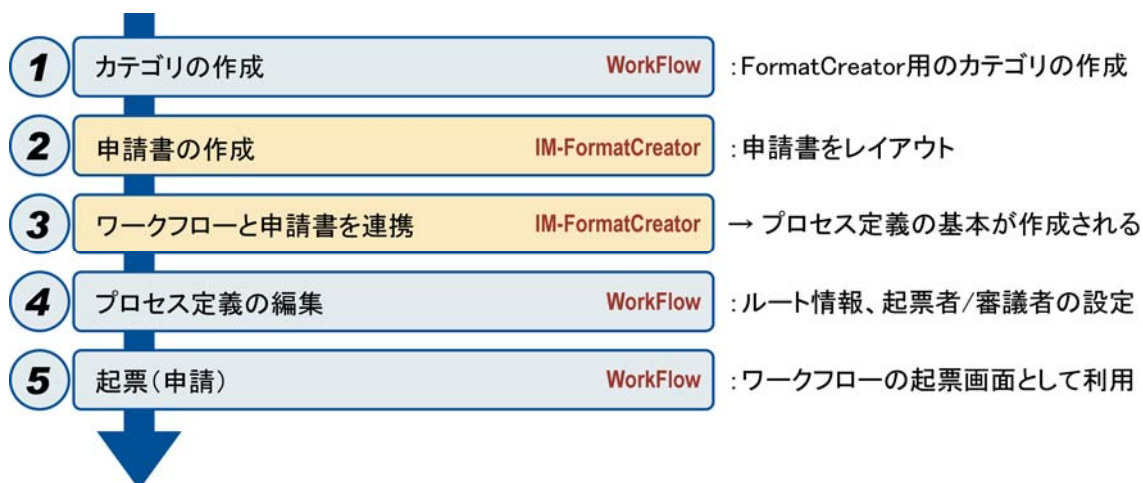 1 カテゴリの作成 WorkFlow :FormatCreator用のカテゴリの作成
2 申請書の作成 IM-FormatCreator :申請書をレイアウト
3 ワークフローと申請書を連携 IM-FormatCreator → プロセス定義の基本が作成される
4 プロセス定義の編集 WorkFlow :ルート情報、起票者/審議者の設定
5 起票(申請) WorkFlow :ワークフローの起票画面として利用